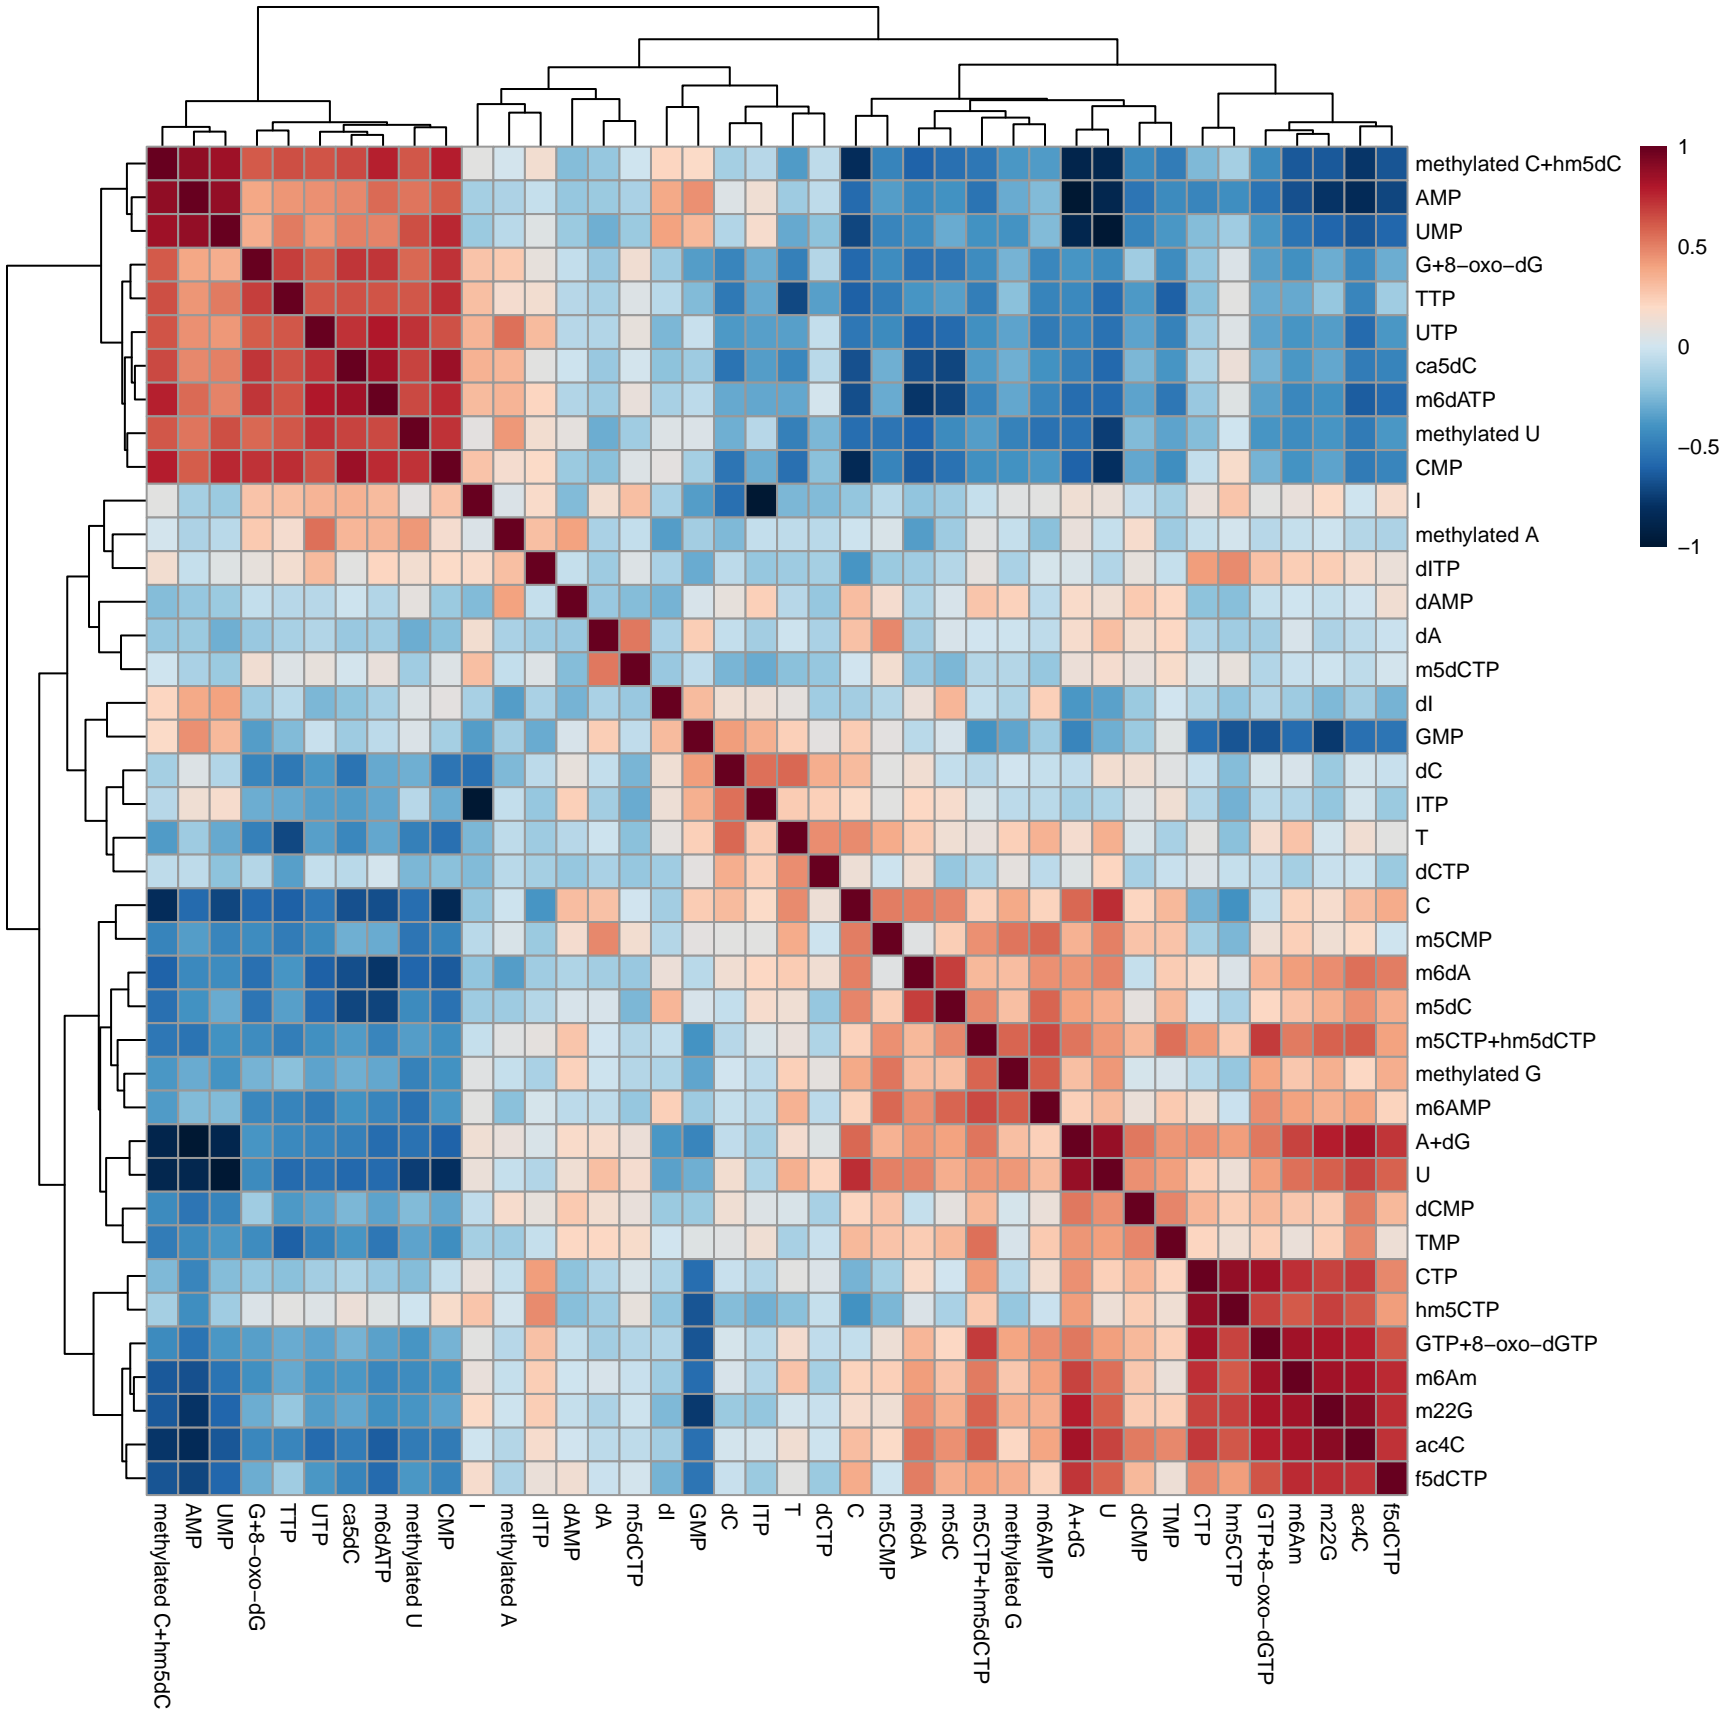 1
0.5
0
−0.5
−1
methylated C+hm5dC
AMP
UMP
G+8−oxo−dG
TTP
UTP
ca5dC
m6dATP
methylated U
CMP
I
methylated A
dITP
dAMP
dA
m5dCTP
dI
GMP
dC
ITP
T
dCTP
C
m5CMP
m6dA
m5dC
m5CTP+hm5dCTP
methylated G
m6AMP
A+dG
U
dCMP
TMP
CTP
hm5CTP
GTP+8−oxo−dGTP
m6Am
m22G
ac4C
f5dCTP
methylated C+hm5dC
AMP
UMP
G+8−oxo−dG
TTP
UTP
ca5dC
m6dATP
methylated U
CMP
I
methylated A
dITP
dAMP
dA
m5dCTP
dI
GMP
dC
ITP
T
dCTP
C
m5CMP
m6dA
m5dC
m5CTP+hm5dCTP
methylated G
m6AMP
A+dG
U
dCMP
TMP
CTP
hm5CTP
GTP+8−oxo−dGTP
m6Am
m22G
ac4C
f5dCTP